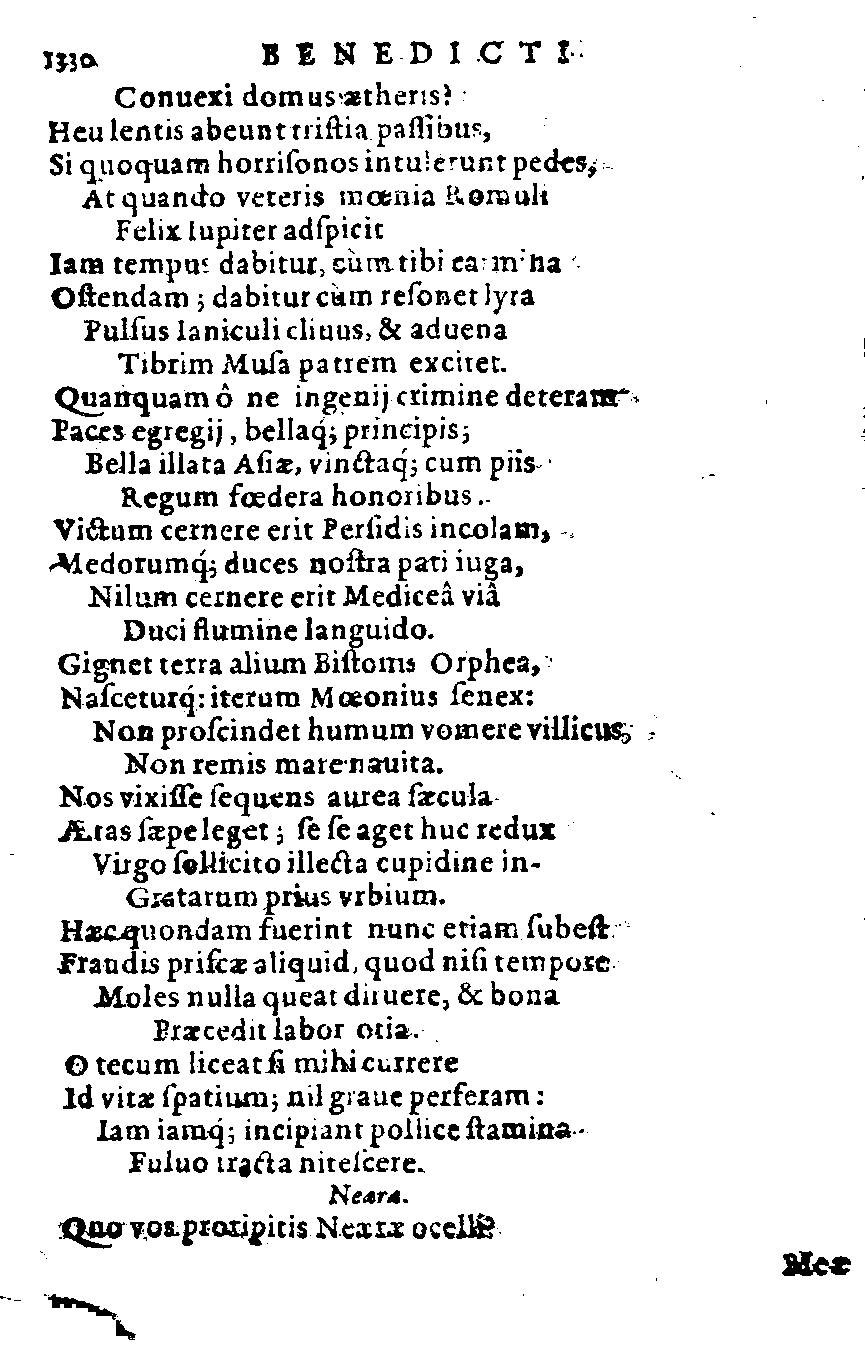 1330 BENEDICTI
Conuexi domus ætheris?
Heu lentis abeunt triſtia paſſibus,
Si quoquam horriſonos intulerunt pedes,
At quando veteris mœnia Romuli
Felix Iupiter adſpicit
Iam tempus dabitur, cùm tibi carmina
Oſtendam ; dabitur cùm reſonet lyra
Pulſus Ianiculi cliuus, & aduena
Tibrim Muſa patrem excitet.
Quanquam ô ne ingenij crimine deteram
Paces egregij, bellaq́; principis;
Bella illata Aſiæ, vinctaq́; cum piis
Regum fœdera honoribus.
Victum cernere erit Perſidis incolam,
Medorumq́; duces noſtra pati iuga,
Nilum cernere erit Mediceâ viâ
Duci flumine languido.
Gignet terra alium Biſtoniis Orphea,
Naſceturq́: iterum Mœonius ſenex:
Non proſcindet humum vomere villicus,
Non remis mare nauita.
Nos vixiſſe ſequens aurea ſæcula
Ætas ſæpe leget ; ſe ſe aget huc redux
Virgo ſollicito illecta cupidine in-
Gratarum prius vrbium.
Hæc quondam fuerint nunc etiam ſubeſt
Fraudis priſcæ aliquid, quod niſi tempore
Moles nulla queat diruere, & bona
Præcedit labor otia.
O tecum liceat ſi mihi currere
Id vitæ ſpatium; nil graue perferam:
Iam iamq́; incipiant pollice ſtamina
Fuluo tracta niteſcere.
Neæra.
Quo vos proripitis Neæræ ocelli?
Meæ